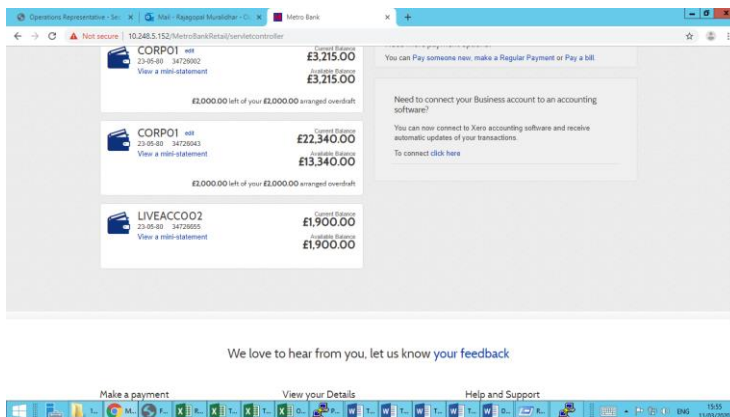 Operations Representative - Ser
Mail - Rajagopal Muralidhar - O
Metro Bank
Not secure | 10.248.5.152/MetroBankRetail/servletcontroller
CORPO1 edit
23-05-80 34726002
View a mini-statement
Current Balance
£3,215.00
Available Balance
£3,215.00
£2,000.00 left of your £2,000.00 arranged overdraft
CORPO1 edit
23-05-80 34726043
View a mini-statement
Current Balance
£22,340.00
Available Balance
£13,340.00
£2,000.00 left of your £2,000.00 arranged overdraft
LIVEACCOO2
23-05-80 34726655
View a mini-statement
Current Balance
£1,900.00
Available Balance
£1,900.00
You can Pay someone new, make a Regular Payment or Pay a bill
Need to connect your Business account to an accounting
software?
You can now connect to Xero accounting software and receive
automatic updates of your transactions.
To connect click here
We love to hear from you, let us know your feedback
Make a payment
View your Details
Help and Support
1...
M...
F...
R...
T...
T...
O...
P...
T...
T...
T...
T...
O...
R...
ENG
15:55